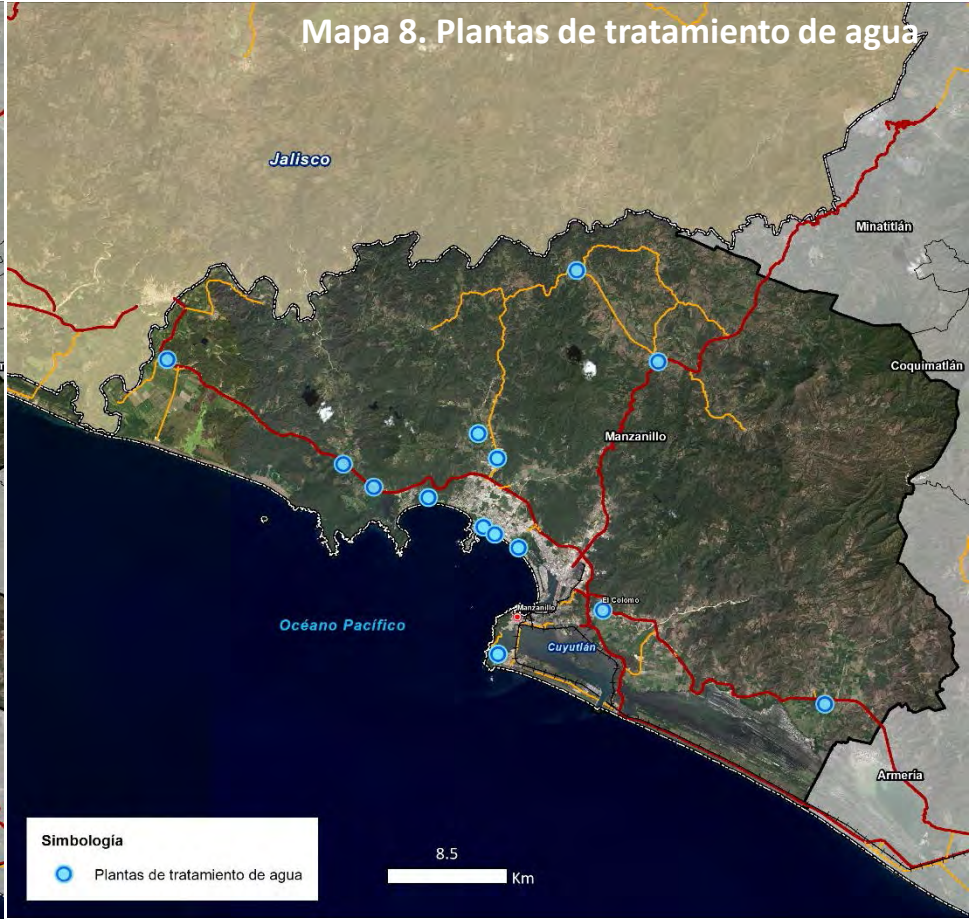 Mapa 8. Plantas de tratamiento de agua
Jalisco
Minatitlán
Coquimatlán
Manzanillo
El Colomo
Manzanillo
Océano Pacífico
Cuyutlán
Armería
Simbología
Plantas de tratamiento de agua
8.5
Km